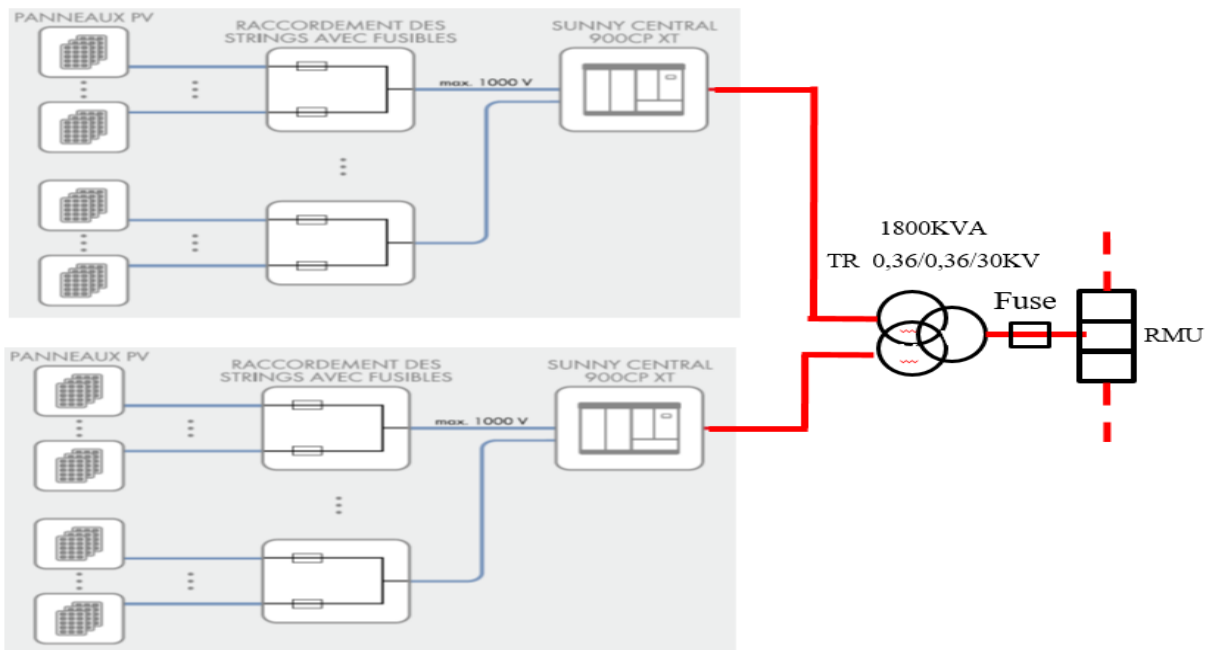 PANNEAUX PV
RACCORDEMENT DES
STRINGS AVEC FUSIBLES
SUNNY CENTRAL
900CP XT
max. 1000 V
1800KVA
TR 0,36/0,36/30KV
Fuse
RMU
PANNEAUX PV
RACCORDEMENT DES
STRINGS AVEC FUSIBLES
SUNNY CENTRAL
900CP XT
max. 1000 V